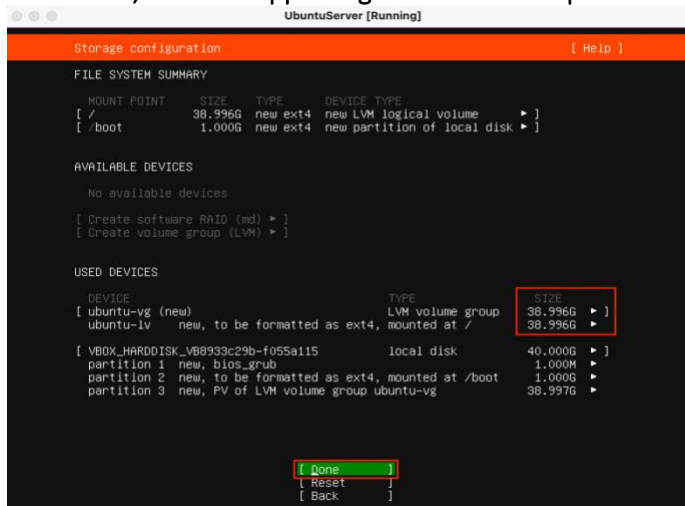 UbuntuServer [Running]
Storage configuration [ Help ]
FILE SYSTEM SUMMARY
MOUNT POINT SIZE TYPE DEVICE TYPE
[ / 38.996G new ext4 new LVM logical volume ▸ ]
[ /boot 1.000G new ext4 new partition of local disk ▸ ]
AVAILABLE DEVICES
No available devices
[ Create software RAID (md) ▸ ]
[ Create volume group (LVM) ▸ ]
USED DEVICES
DEVICE TYPE SIZE
[ ubuntu-vg (new) LVM volume group 38.996G ▸ ]
ubuntu-lv new, to be formatted as ext4, mounted at / 38.996G ▸
[ VBOX_HARDDISK_VB8933c29b-f055a115 local disk 40.000G ▸ ]
partition 1 new, bios_grub 1.000M ▸
partition 2 new, to be formatted as ext4, mounted at /boot 1.000G ▸
partition 3 new, PV of LVM volume group ubuntu-vg 38.997G ▸
[ Done ]
[ Reset ]
[ Back ]